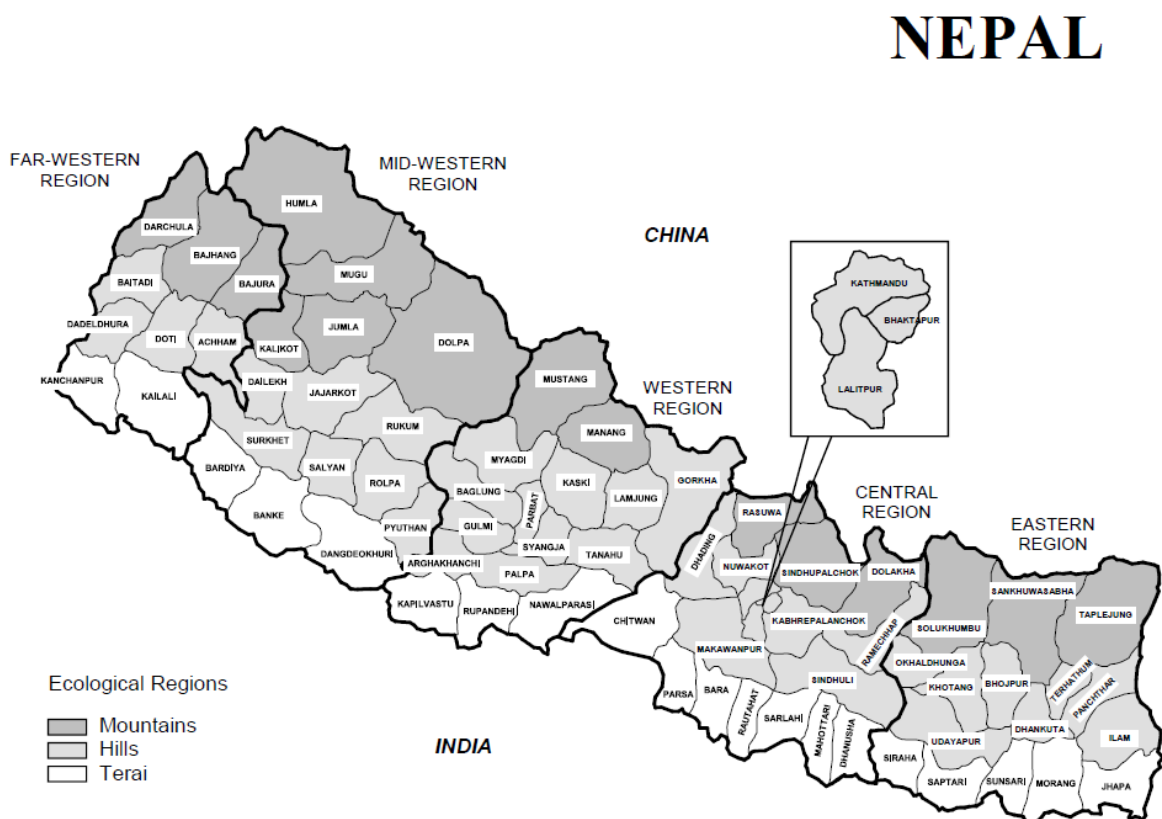 NEPAL
FAR-WESTERN
REGION
MID-WESTERN
REGION
HUMLA
DARCHULA
CHINA
BAJHANG
KATHMANDU
MUGU
BAITADI
BAJURA
BHAKTAPUR
DADELDHURA
JUMLA
DOTI
ACHHAM
DOLPA
KALIKOT
KANCHANPUR
MUSTANG
DAILEKH
WESTERN
REGION
LALITPUR
JAJARKOT
KAILALI
RUKUM
MANANG
SURKHET
MYAGDI
BARDIYA
SALYAN
GORKHA
ROLPA
BAGLUNG
KASKI
LAMJUNG
CENTRAL
REGION
PARBAT
RASUWA
BANKE
GULMI
PYUTHAN
EASTERN
REGION
SYANGJA
DHADING
DANGDEOKHURI
TANAHU
ARGHAKHANCHI
NUWAKOT
SINDHUPALCHOK
DOLAKHA
PALPA
SANKHUWASABHA
KAPILVASTU
RUPANDEHI
NAWALPARASI
TAPLEJUNG
CHITWAN
KABHREPALANCHOK
SOLUKHUMBU
RAMECHHAP
MAKAWANPUR
OKHALDHUNGA
TERHATHUM
SINDHULI
KHOTANG
BHOJPUR
PANCHTHAR
Ecological Regions
PARSA
BARA
RAUTAHAT
SARLAHI
MAHOTTARI
DHANUSHA
DHANKUTA
ILAM
Mountains
UDAYAPUR
Hills
INDIA
SIRAHA
Terai
SAPTARI
SUNSARI
MORANG
JHAPA